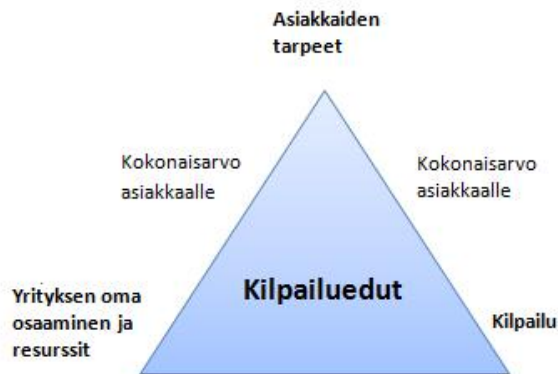 Asiakkaiden
tarpeet
Kokonaisarvo
asiakkaalle
Kokonaisarvo
asiakkaalle
Kilpailuedut
Yrityksen oma
osaaminen ja
resurssit
Kilpailu